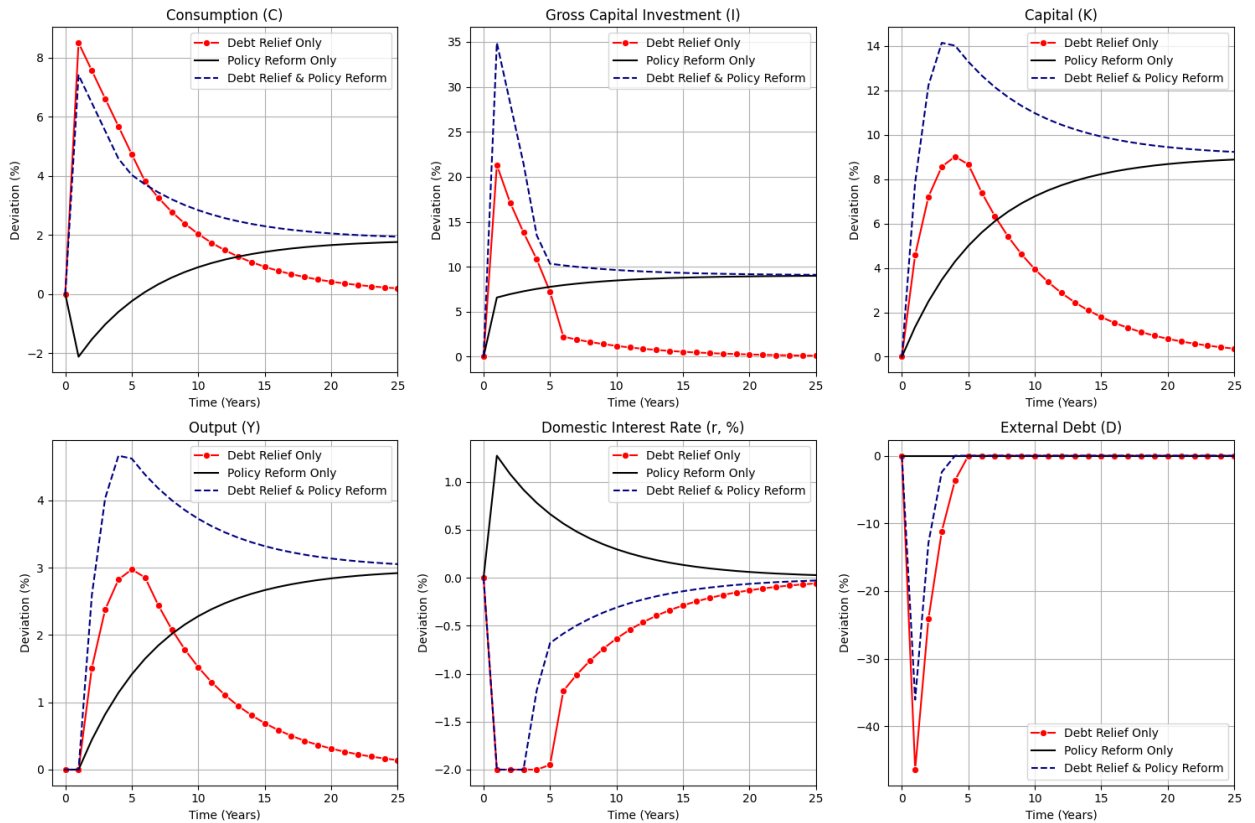 Consumption (C)
Deviation (%)
8
6
4
2
0
−2
0
5
10
15
20
25
Time (Years)
Debt Relief Only
Policy Reform Only
Debt Relief & Policy Reform
Gross Capital Investment (I)
Deviation (%)
35
30
25
20
15
10
5
0
0
5
10
15
20
25
Time (Years)
Debt Relief Only
Policy Reform Only
Debt Relief & Policy Reform
Capital (K)
Deviation (%)
14
12
10
8
6
4
2
0
0
5
10
15
20
25
Time (Years)
Debt Relief Only
Policy Reform Only
Debt Relief & Policy Reform
Output (Y)
Deviation (%)
4
3
2
1
0
0
5
10
15
20
25
Time (Years)
Debt Relief Only
Policy Reform Only
Debt Relief & Policy Reform
Domestic Interest Rate (r, %)
Deviation (%)
1.0
0.5
0.0
−0.5
−1.0
−1.5
−2.0
0
5
10
15
20
25
Time (Years)
Debt Relief Only
Policy Reform Only
Debt Relief & Policy Reform
External Debt (D)
Deviation (%)
0
−10
−20
−30
−40
0
5
10
15
20
25
Time (Years)
Debt Relief Only
Policy Reform Only
Debt Relief & Policy Reform